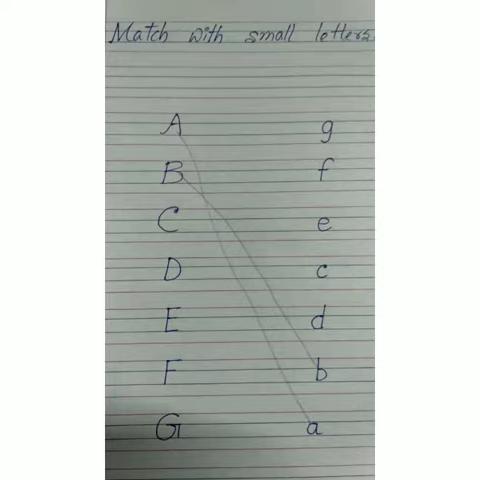 Match with small letters.
A g
B f
C e
D c
E d
F b
G a